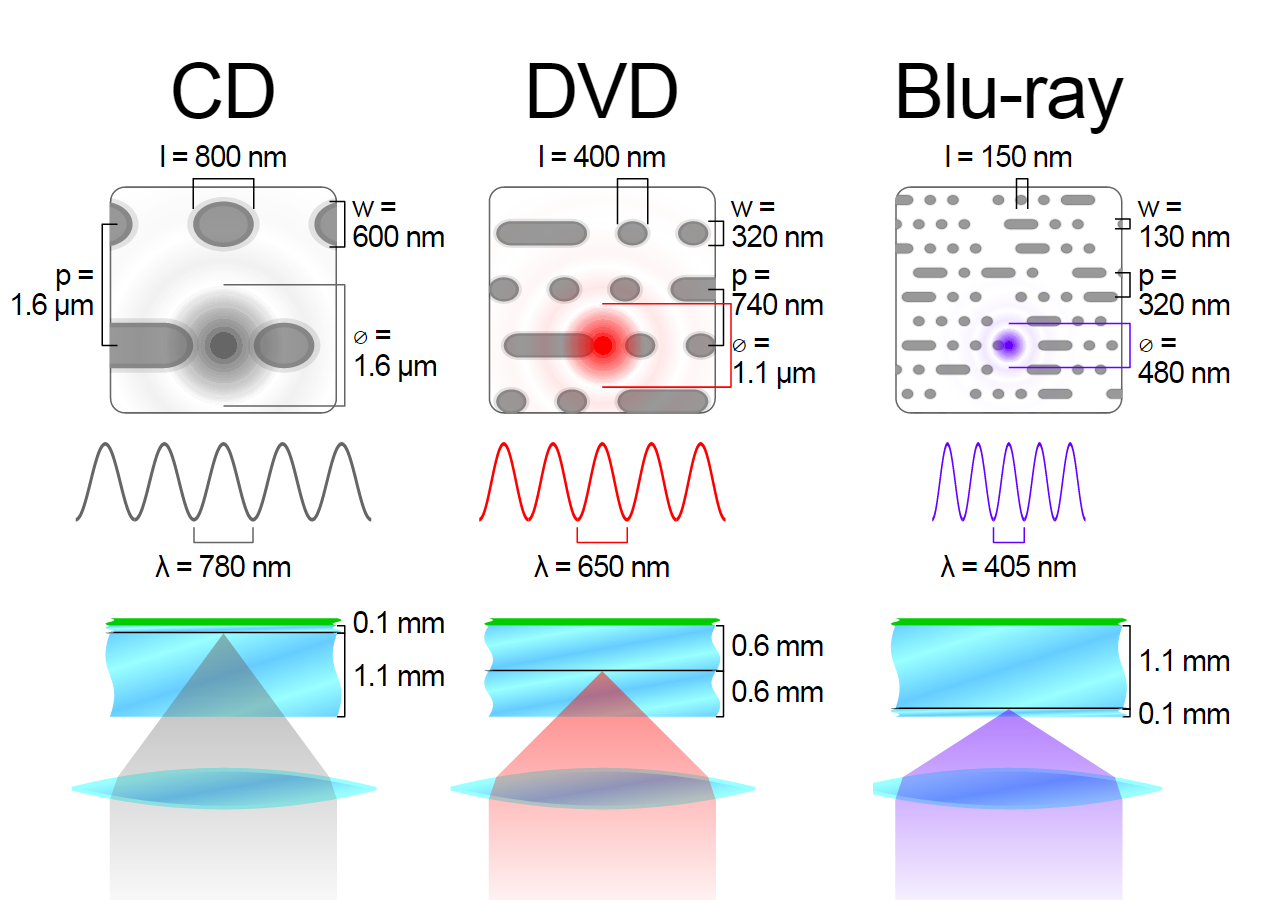 CD
l = 800 nm
w =
600 nm
p =
1.6 µm
⌀ =
1.6 µm
λ = 780 nm
0.1 mm
1.1 mm
DVD
l = 400 nm
w =
320 nm
p =
740 nm
⌀ =
1.1 µm
λ = 650 nm
0.6 mm
0.6 mm
Blu-ray
l = 150 nm
w =
130 nm
p =
320 nm
⌀ =
480 nm
λ = 405 nm
1.1 mm
0.1 mm